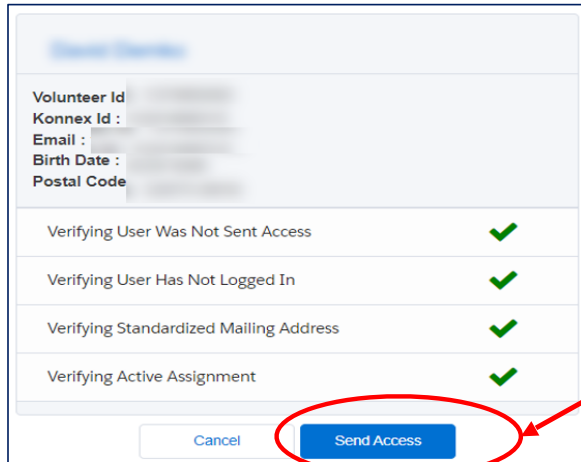 Volunteer Id
Konnex Id :
Email :
Birth Date :
Postal Code
Verifying User Was Not Sent Access
Verifying User Has Not Logged In
Verifying Standardized Mailing Address
Verifying Active Assignment
Cancel
Send Access